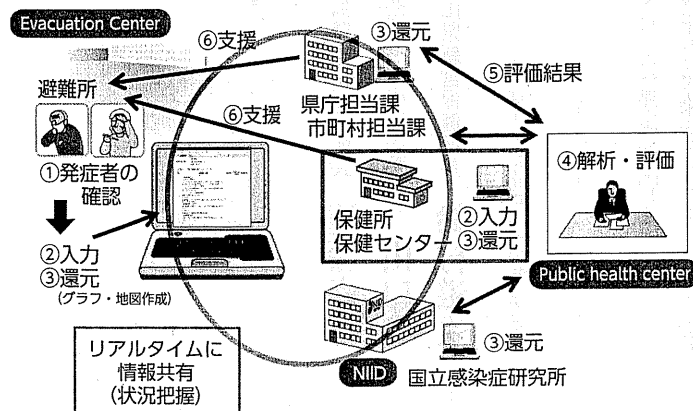 Evacuation Center
避難所
①発症者の
確認
②入力
③還元
(グラフ・地図作成)
リアルタイムに
情報共有
(状況把握)
⑥支援
⑥支援
③還元
県庁担当課
市町村担当課
⑤評価結果
保健所
保健センター
②入力
③還元
④解析・評価
Public health center
③還元
NIID
国立感染症研究所